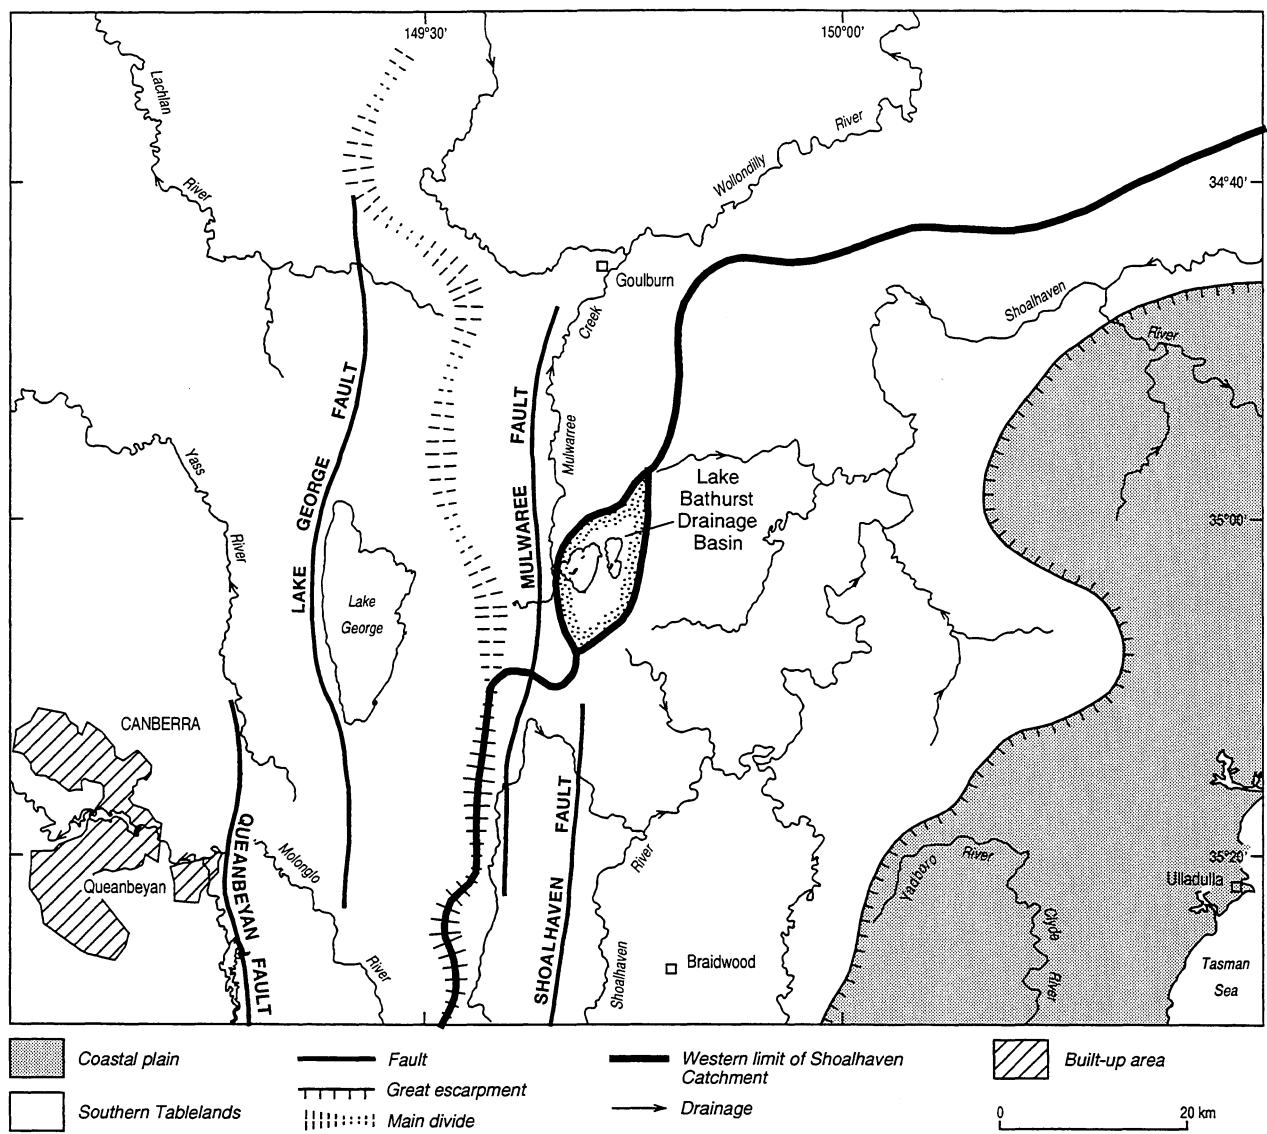 149°30'
150°00'
Lachlan
River
River
Wollondilly
34°40'
Goulburn
Creek
Shoalhaven
River
LAKE GEORGE FAULT
MULWAREE FAULT
Mulwarree
Yass
River
Lake
Bathurst
Drainage
Basin
35°00'
Lake
George
CANBERRA
QUEANBEYAN FAULT
Molonglo
River
Queanbeyan
SHOALHAVEN FAULT
River
Shoalhaven
Braidwood
Yadboro
River
Clyde
River
35°20'
Ulladulla
Tasman
Sea
Coastal plain
Southern Tablelands
Fault
Great escarpment
Main divide
Western limit of Shoalhaven
Catchment
Drainage
Built-up area
0
20 km